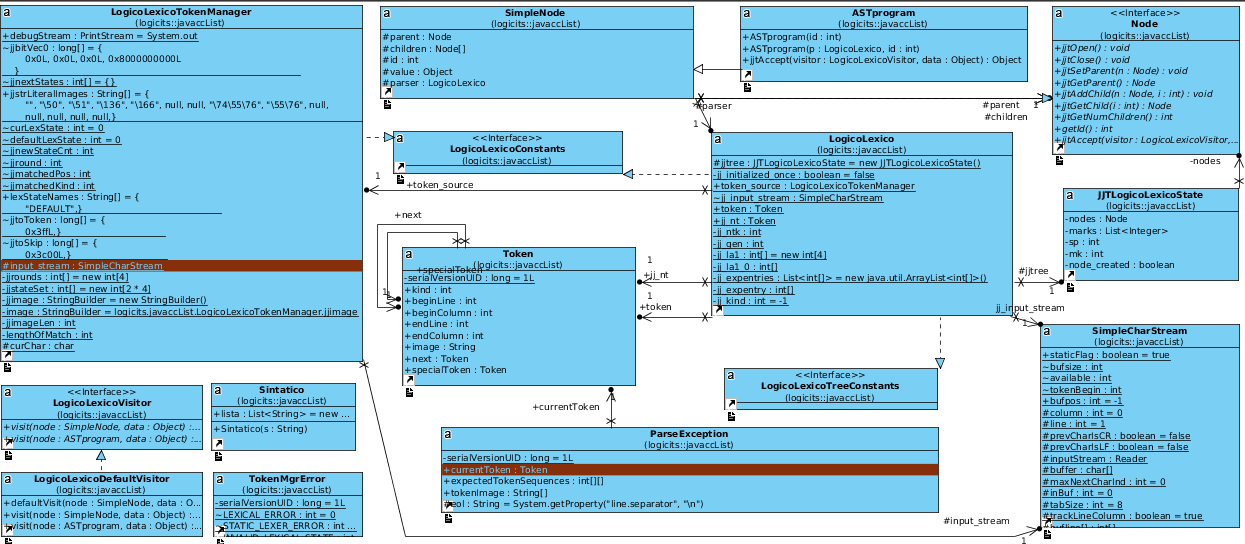 LogicoLexicoTokenManager
(logicits::javaccList)
+debugStream : PrintStream = System.out
~jjbitVec0 : long[] = {
0x0L, 0x0L, 0x0L, 0x8000000000L
}
~jjnextStates : int[] = {}
+jjstrLiteralImages : String[] = {
"", "\50", "\51", "\136", "\166", null, null, "\74\55\76", "\55\76", null,
null, null, null, null,}
~curLexState : int = 0
~defaultLexState : int = 0
~jjnewStateCnt : int
~jjround : int
~jjmatchedPos : int
~jjmatchedKind : int
+lexStateNames : String[] = {
"DEFAULT",}
~jjtoToken : long[] = {
0x3ffL,}
~jjtoSkip : long[] = {
0x3c00L,}
#input_stream : SimpleCharStream
-jjrounds : int[] = new int[4]
-jjstateSet : int[] = new int[2 * 4]
-jjimage : StringBuilder = new StringBuilder()
-image : StringBuilder = logicits.javaccList.LogicoLexicoTokenManager.jjimage
-jjimageLen : int
-lengthOfMatch : int
#curChar : char
SimpleNode
(logicits::javaccList)
#parent : Node
#children : Node[]
#id : int
#value : Object
#parser : LogicoLexico
ASTprogram
(logicits::javaccList)
+ASTprogram(id : int)
+ASTprogram(p : LogicoLexico, id : int)
+jjtAccept(visitor : LogicoLexicoVisitor, data : Object) : Object
<<Interface>>
Node
(logicits::javaccList)
+jjtOpen() : void
+jjtClose() : void
+jjtSetParent(n : Node) : void
+jjtGetParent() : Node
+jjtAddChild(n : Node, i : int) : void
+jjtGetChild(i : int) : Node
+jjtGetNumChildren() : int
+getId() : int
+jjtAccept(visitor : LogicoLexicoVisitor,...
#parser
1
#parent
1
#children
-nodes
<<Interface>>
LogicoLexicoConstants
(logicits::javaccList)
1
+token_source
LogicoLexico
(logicits::javaccList)
#jjtree : JJTLogicoLexicoState = new JJTLogicoLexicoState()
-jj_initialized_once : boolean = false
+token_source : LogicoLexicoTokenManager
~jj_input_stream : SimpleCharStream
+token : Token
+jj_nt : Token
-jj_ntk : int
-jj_gen : int
-jj_la1 : int[] = new int[4]
-jj_la1_0 : int[]
-jj_expentries : List<int[]> = new java.util.ArrayList<int[]>()
-jj_expentry : int[]
-jj_kind : int = -1
JJTLogicoLexicoState
(logicits::javaccList)
-nodes : Node
-marks : List<Integer>
-sp : int
-mk : int
-node_created : boolean
#jjtree
1
jj_input_stream
1
+next
+specialToken
1
Token
(logicits::javaccList)
-serialVersionUID : long = 1L
+kind : int
+beginLine : int
+beginColumn : int
+endLine : int
+endColumn : int
+image : String
+next : Token
+specialToken : Token
1
+jj_nt
1
+token
SimpleCharStream
(logicits::javaccList)
+staticFlag : boolean = true
~bufsize : int
~available : int
~tokenBegin : int
+bufpos : int = -1
#column : int = 0
#line : int = 1
#prevCharIsCR : boolean = false
#prevCharIsLF : boolean = false
#inputStream : Reader
#buffer : char[]
#maxNextCharInd : int = 0
#inBuf : int = 0
#tabSize : int = 8
#trackLineColumn : boolean = true
<<Interface>>
LogicoLexicoTreeConstants
(logicits::javaccList)
<<Interface>>
LogicoLexicoVisitor
(logicits::javaccList)
+visit(node : SimpleNode, data : Object) :...
+visit(node : ASTprogram, data : Object) :...
Sintatico
(logicits::javaccList)
+lista : List<String> = new ...
+Sintatico(s : String)
+currentToken
ParseException
(logicits::javaccList)
-serialVersionUID : long = 1L
+currentToken : Token
+expectedTokenSequences : int[][]
+tokenImage : String[]
#eol : String = System.getProperty("line.separator", "\n")
LogicoLexicoDefaultVisitor
(logicits::javaccList)
+defaultVisit(node : SimpleNode, data : O...
+visit(node : SimpleNode, data : Object) :...
+visit(node : ASTprogram, data : Object) :...
TokenMgrError
(logicits::javaccList)
-serialVersionUID : long = 1L
~LEXICAL_ERROR : int = 0
~STATIC_LEXER_ERROR : int ...
#input_stream
1